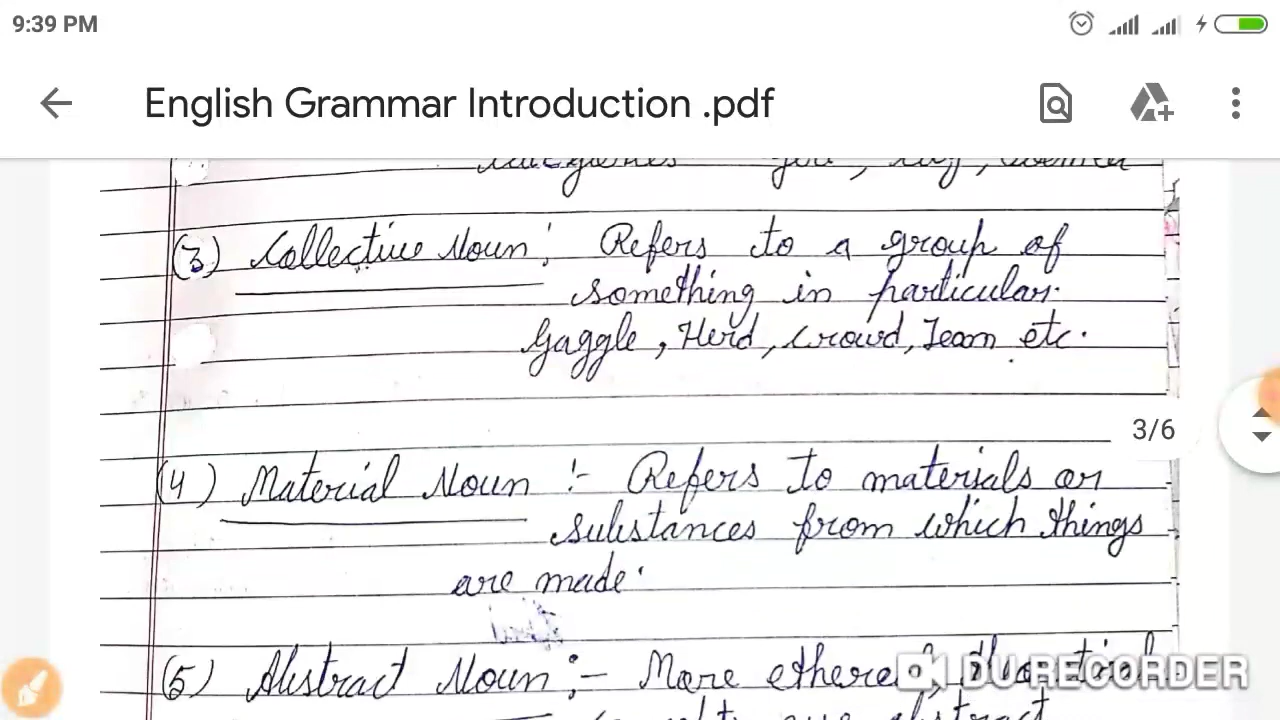 9:39 PM
English Grammar Introduction .pdf
(3) Collective Noun : Refers to a group of
something in particular.
Gaggle, Herd, Crowd, Team etc.
3/6
(4) Material Noun :- Refers to materials or
substances from which things
are made.
(5) Abstract Noun :- More ethereal,
DU RECORDER
abstract